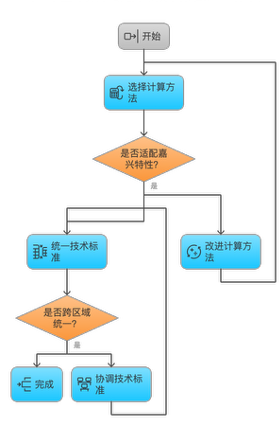 开始
选择计算方
法
是否适配嘉
兴特性?
是
统一技术标
准
改进计算方
法
是否跨区域
统一?
是
完成
协调技术标
准